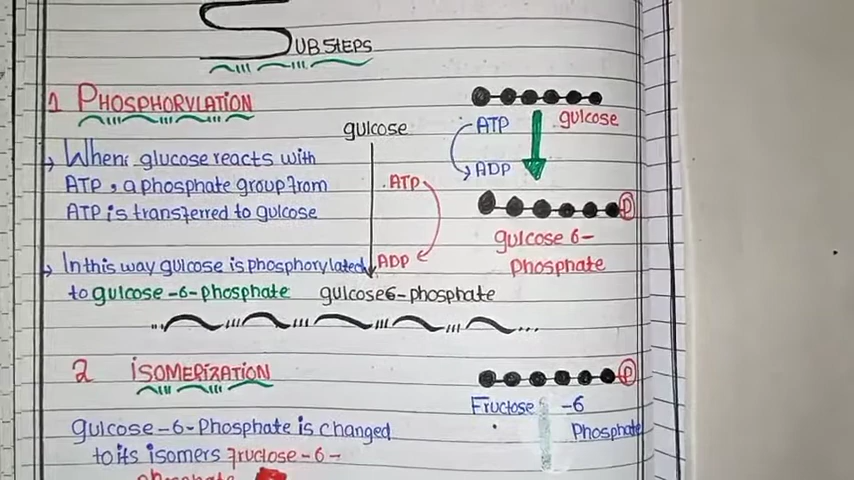 SUBSTEPS
1 PHOSPHORYLATION
gulcose
When glucose reacts with
ATP, a phosphate group from
ATP is transferred to gulcose
ATP
ADP
In this way gulcose is phosphorylated
to gulcose-6-phosphate
gulcose6-phosphate
ATP
gulcose
ADP
P
gulcose 6-
Phosphate
2 ISOMERIZATION
gulcose-6-Phosphate is changed
to its isomers fructose-6-
phosphate
P
Fructose -6
Phosphate